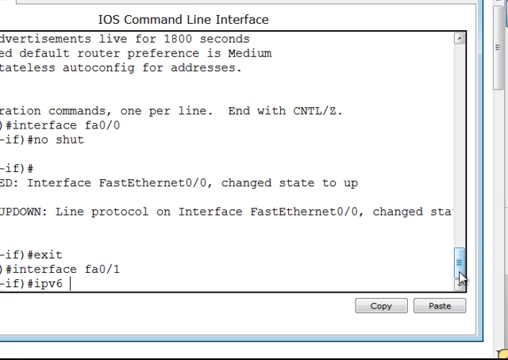 IOS Command Line Interface
dvertisements live for 1800 seconds
ed default router preference is Medium
tateless autoconfig for addresses.
ration commands, one per line.  End with CNTL/Z.
)#interface fa0/0
-if)#no shut
-if)#
ED: Interface FastEthernet0/0, changed state to up
UPDOWN: Line protocol on Interface FastEthernet0/0, changed sta
-if)#exit
)#interface fa0/1
-if)#ipv6
Copy Paste